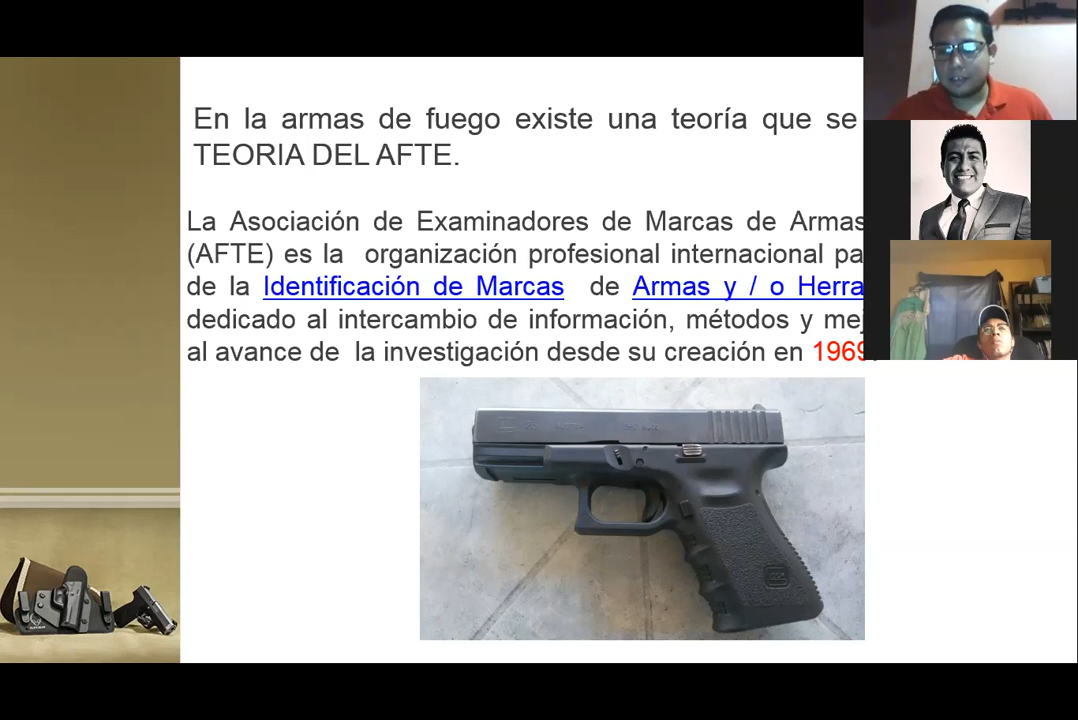 En la armas de fuego existe una teoría que se
TEORIA DEL AFTE.
La Asociación de Examinadores de Marcas de Armas
(AFTE) es la organización profesional internacional pa
de la Identificación de Marcas de Armas y / o Herra
dedicado al intercambio de información, métodos y mej
al avance de la investigación desde su creación en 1969.